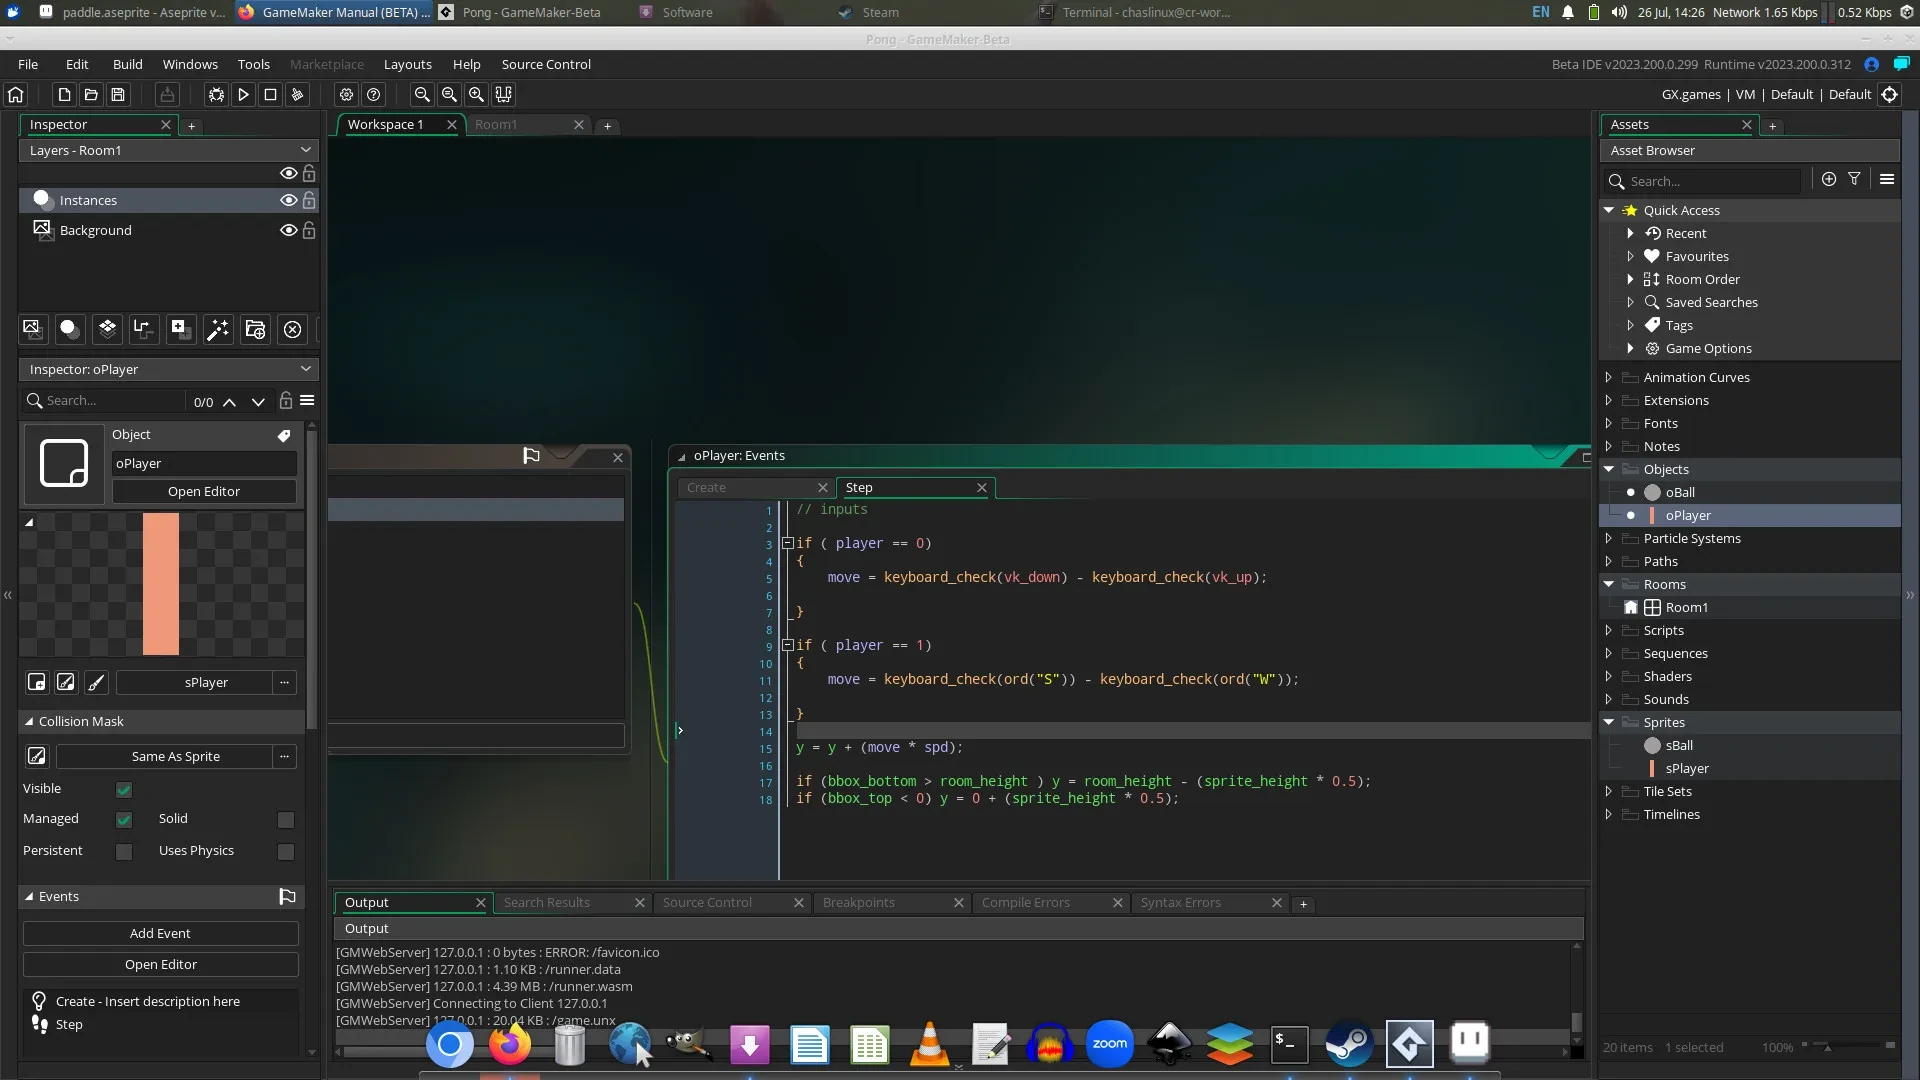 paddle.aseprite - Aseprite v...
GameMaker Manual (BETA) ...
Pong - GameMaker-Beta
Software
Steam
Terminal - chaslinux@cr-wor...
EN
26 Jul, 14:26
Network 1.65 Kbps
0.52 Kbps
Pong - GameMaker-Beta
File Edit Build Windows Tools Marketplace Layouts Help Source Control
Beta IDE v2023.200.0.299 Runtime v2023.200.0.312
GX.games | VM | Default | Default
Inspector
Layers - Room1
Instances
Background
Inspector: oPlayer
Search...
0/0
Object
oPlayer
Open Editor
sPlayer
...
Collision Mask
Same As Sprite
...
Visible
Managed
Solid
Persistent
Uses Physics
Events
Add Event
Open Editor
Create - Insert description here
Step
Workspace 1
Room1
oPlayer: Events
Create
Step
1 // inputs
2
3 if ( player == 0)
4 {
5 move = keyboard_check(vk_down) - keyboard_check(vk_up);
6
7 }
8
9 if ( player == 1)
10 {
11 move = keyboard_check(ord("S")) - keyboard_check(ord("W"));
12
13 }
14
15 y = y + (move * spd);
16
17 if (bbox_bottom > room_height ) y = room_height - (sprite_height * 0.5);
18 if (bbox_top < 0) y = 0 + (sprite_height * 0.5);
Output
Search Results
Source Control
Breakpoints
Compile Errors
Syntax Errors
Output
[GMWebServer] 127.0.0.1 : 0 bytes : ERROR: /favicon.ico
[GMWebServer] 127.0.0.1 : 1.10 KB : /runner.data
[GMWebServer] 127.0.0.1 : 4.39 MB : /runner.wasm
[GMWebServer] Connecting to Client 127.0.0.1
[GMWebServer] 127.0.0.1 : 20.04 KB : /game.unx
zoom
Assets
Asset Browser
Search...
Quick Access
Recent
Favourites
Room Order
Saved Searches
Tags
Game Options
Animation Curves
Extensions
Fonts
Notes
Objects
oBall
oPlayer
Particle Systems
Paths
Rooms
Room1
Scripts
Sequences
Shaders
Sounds
Sprites
sBall
sPlayer
Tile Sets
Timelines
20 items 1 selected 100%